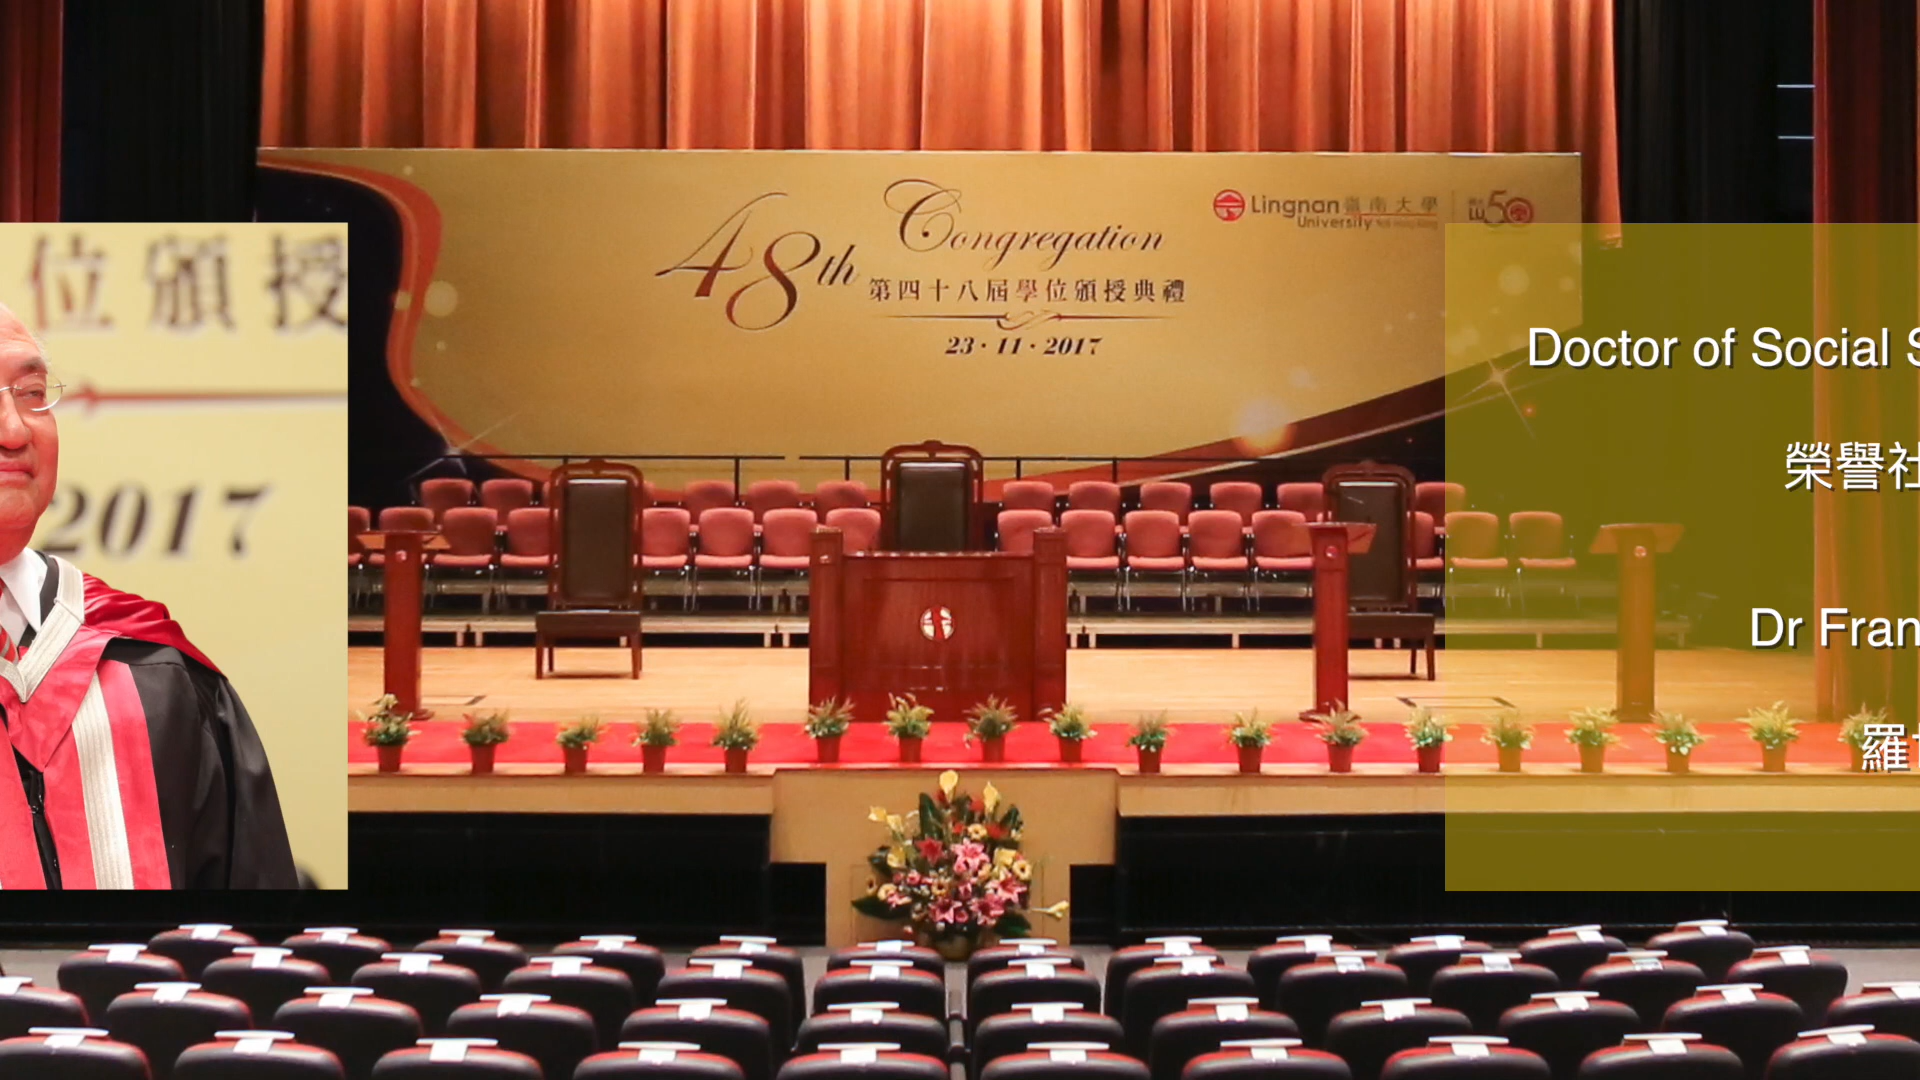 位頒授
2017
48th Congregation
第四十八屆學位頒授典禮
23·11·2017
Lingnan 嶺南大學
University
50
Doctor of Social
榮譽社
Dr Fran
羅